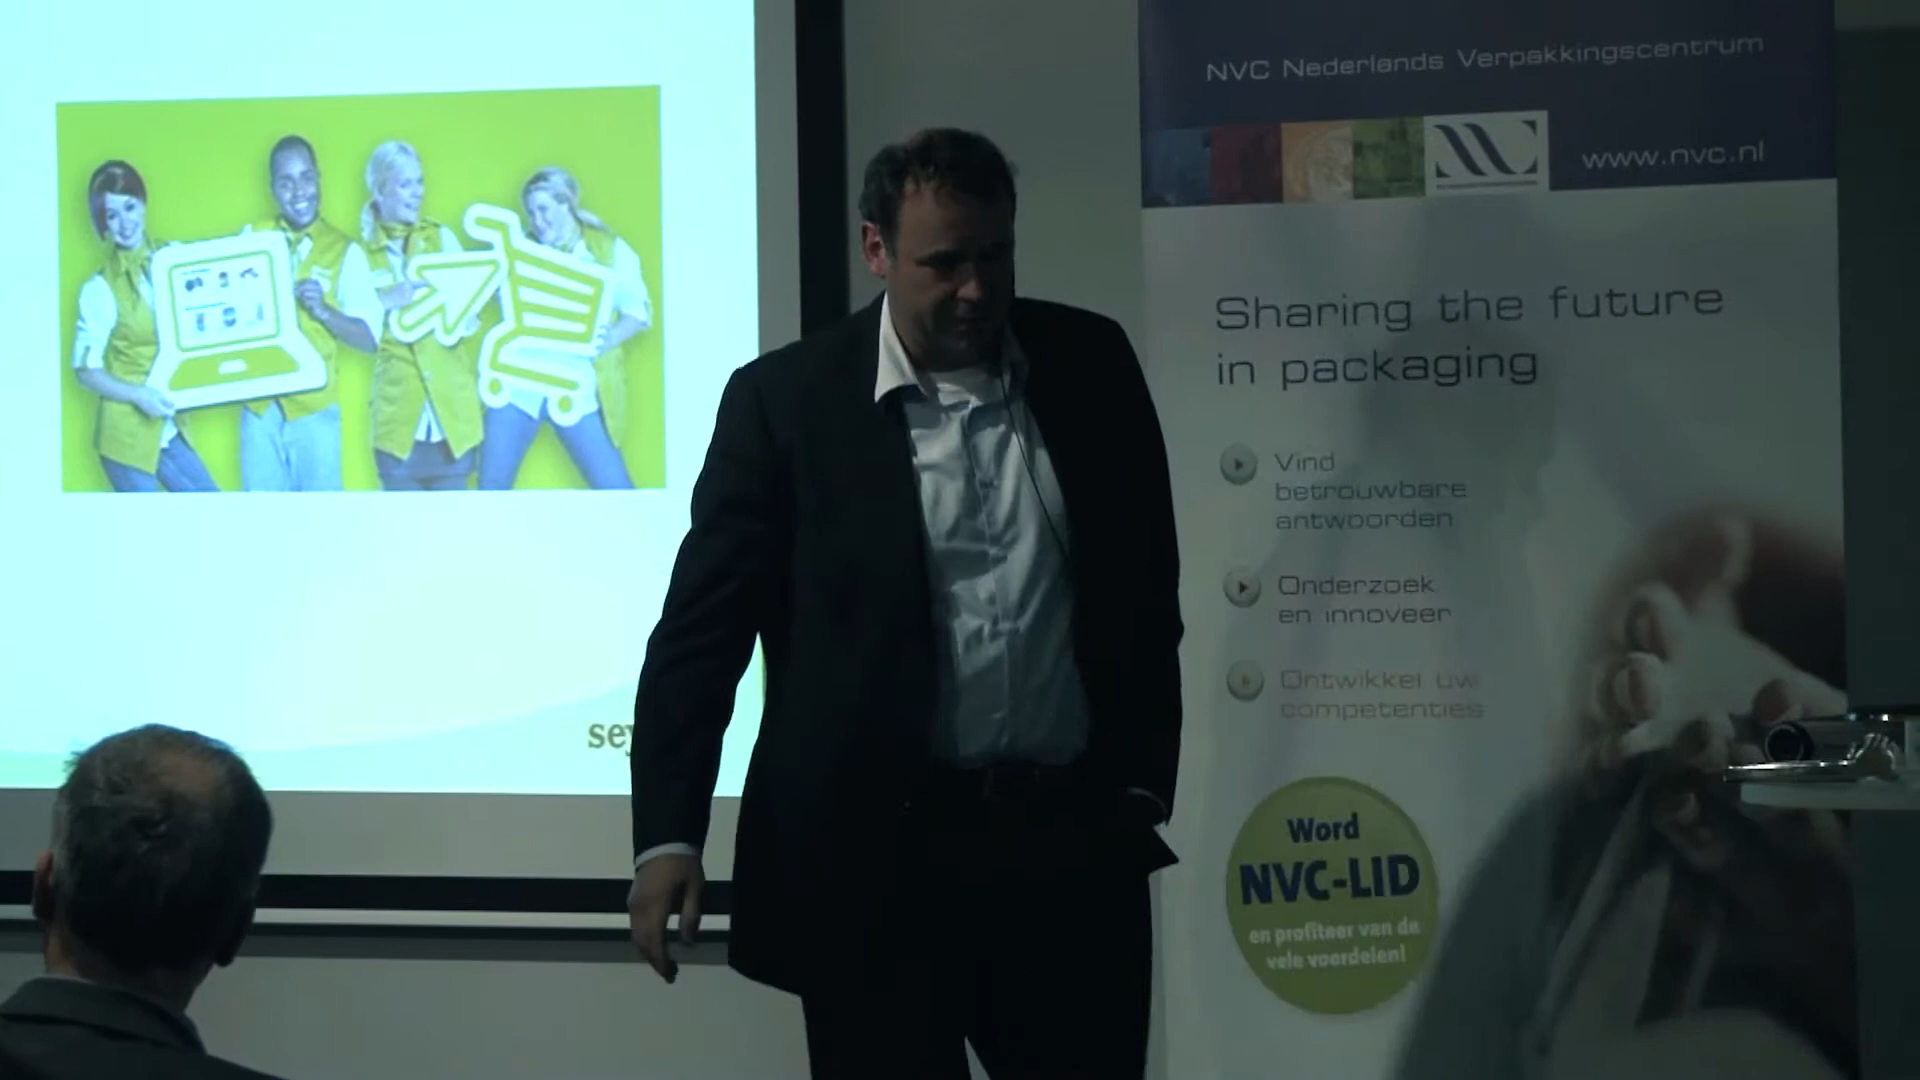 NVC Nederlands Verpakkingscentrum
www.nvc.nl
Sharing the future
in packaging
Vind
betrouwbare
antwoorden
Onderzoek
en innoveer
Ontwikkel uw
competenties
Word
NVC-LID
en profiteer van de
vele voordelen!